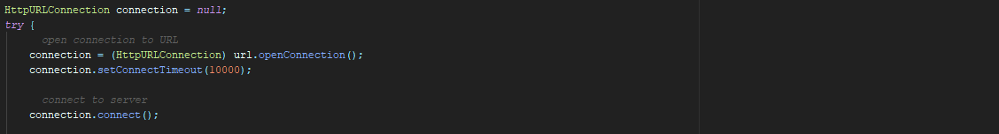 HttpURLConnection connection = null;
try {
open connection to URL
connection = (HttpURLConnection) url.openConnection();
connection.setConnectTimeout(10000);
connect to server
connection.connect();